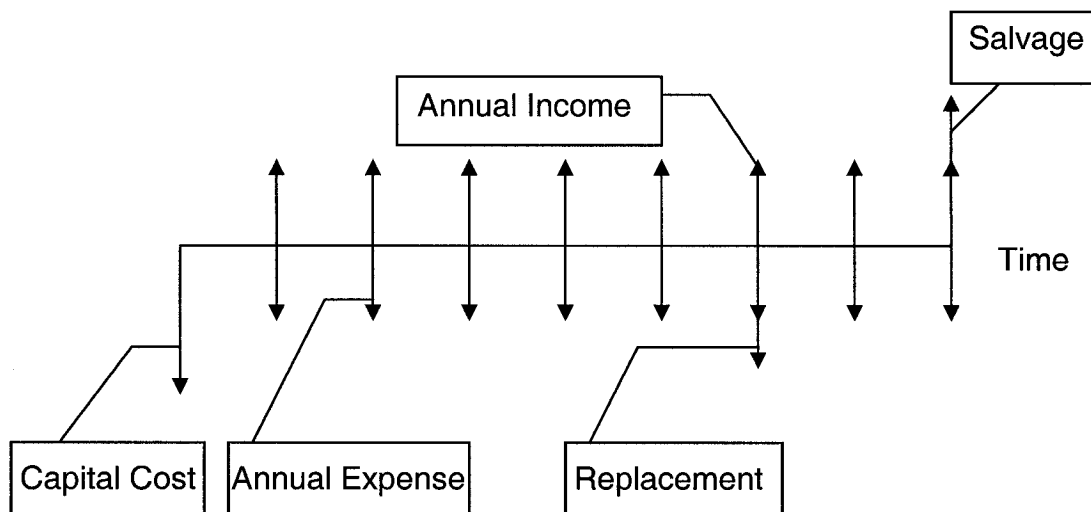 Salvage
Annual Income
Time
Capital Cost
Annual Expense
Replacement